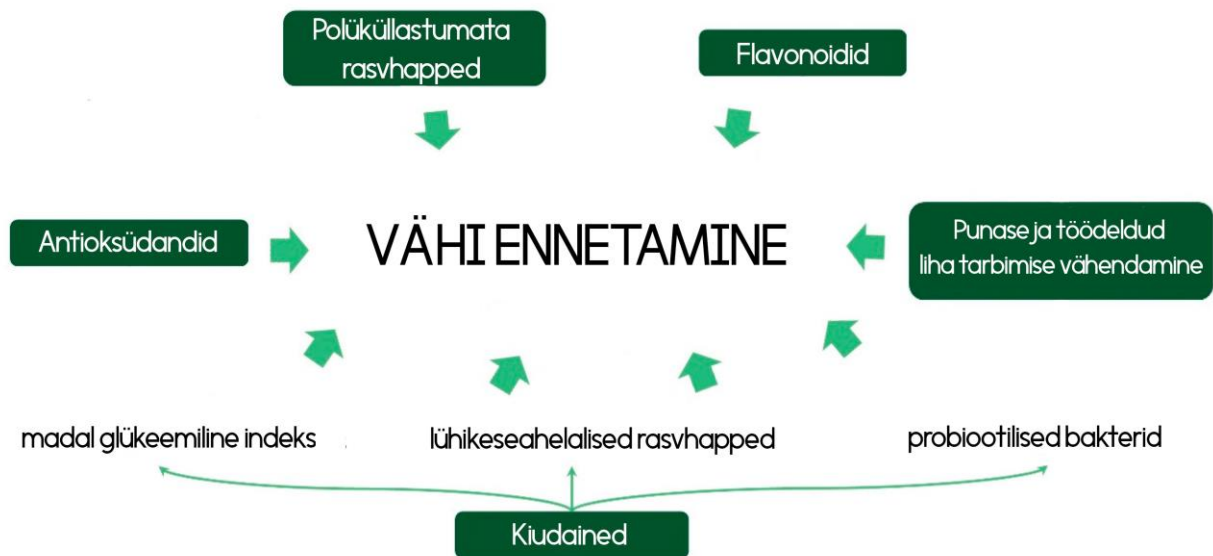 Polüküllastumata
rasvhapped
Flavonoidid
Antioksüdandid
VÄHI ENNETAMINE
Punase ja töödeldud
liha tarbimise vähendamine
madal glükeemiline indeks
lühikeseahelalised rasvhapped
probiootilised bakterid
Kiudained